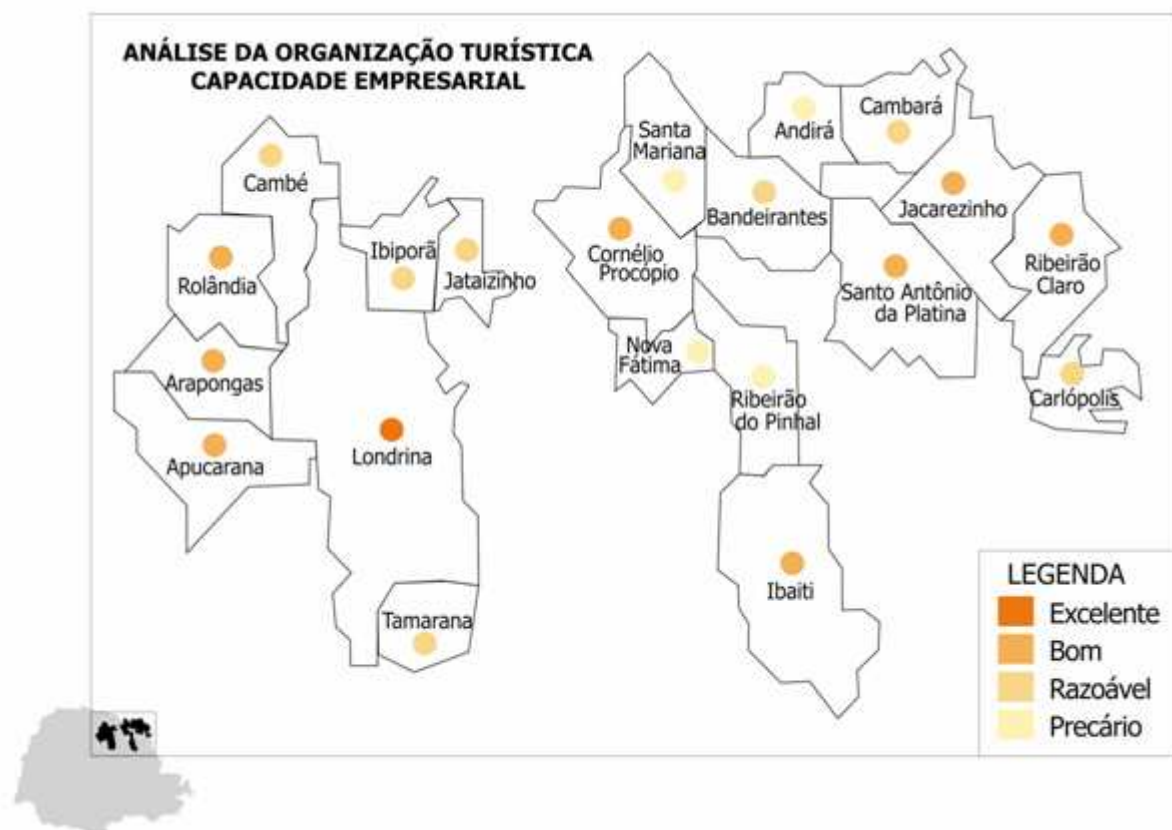 ANÁLISE DA ORGANIZAÇÃO TURÍSTICA
CAPACIDADE EMPRESARIAL
Cambé
Rolândia
Ibiporã
Jataizinho
Arapongas
Apucarana
Londrina
Tamarana
Santa
Mariana
Andirá
Cambará
Bandeirantes
Jacarezinho
Cornélio
Procópio
Santo Antônio
da Platina
Ribeirão
Claro
Nova
Fátima
Ribeirão
do Pinhal
Carlópolis
Ibaiti
LEGENDA
Excelente
Bom
Razoável
Precário